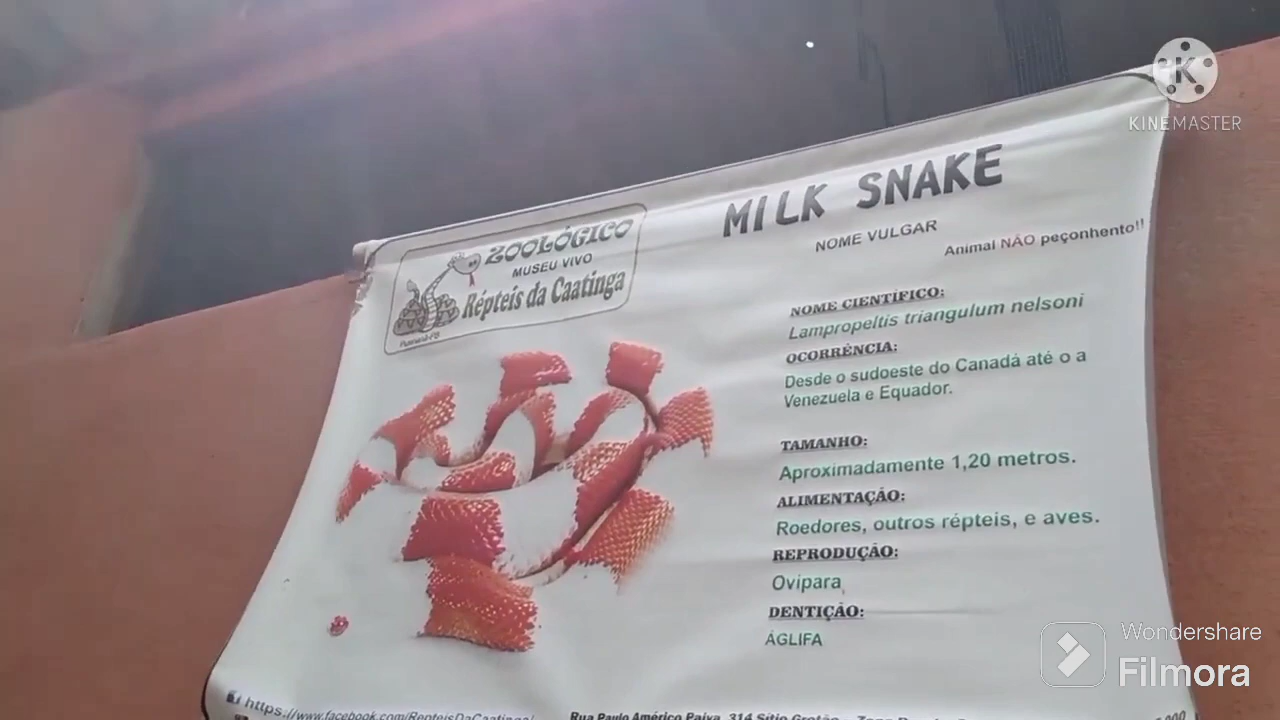 K
KINEMASTER
MILK SNAKE
NOME VULGAR
Animal NÃO peçonhento!!
ZOOLÓGICO
MUSEU VIVO
Répteis da Caatinga
NOME CIENTÍFICO:
Lampropeltis triangulum nelsoni
OCORRÊNCIA:
Desde o sudoeste do Canadá até o a
Venezuela e Equador.
TAMANHO:
Aproximadamente 1,20 metros.
ALIMENTAÇÃO:
Roedores, outros répteis, e aves.
REPRODUÇÃO:
Ovipara
DENTIÇÃO:
ÁGLIFA
https://www.facebook.com/RepteisDaCaatinga/
Rua Paulo Américo Paiva, 314 Sítio Grotão
Wondershare
Filmora